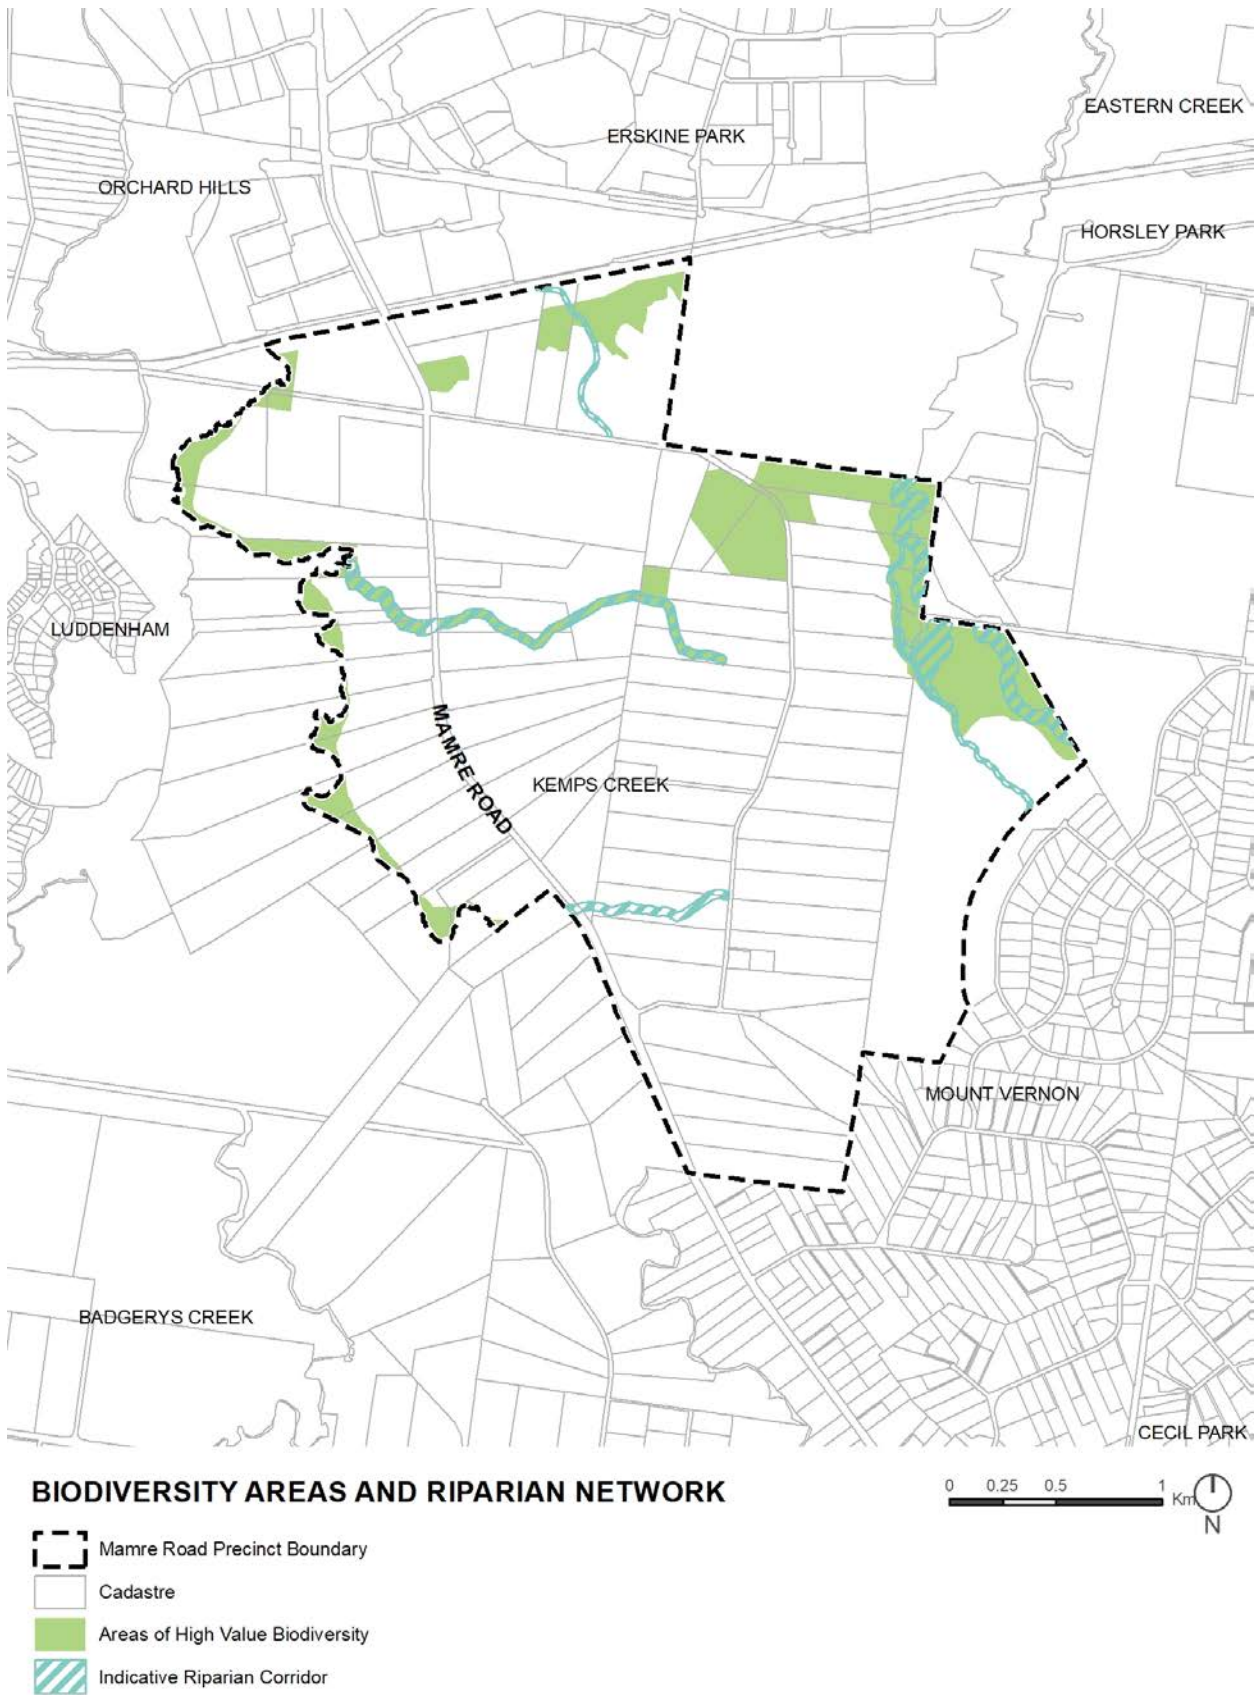 EASTERN CREEK
ERSKINE PARK
ORCHARD HILLS
HORSLEY PARK
LUDDENHAM
MAMRE ROAD
KEMPS CREEK
MOUNT VERNON
BADGERYS CREEK
CECIL PARK
BIODIVERSITY AREAS AND RIPARIAN NETWORK
0 0.25 0.5 1 Km
N
Mamre Road Precinct Boundary
Cadastre
Areas of High Value Biodiversity
Indicative Riparian Corridor